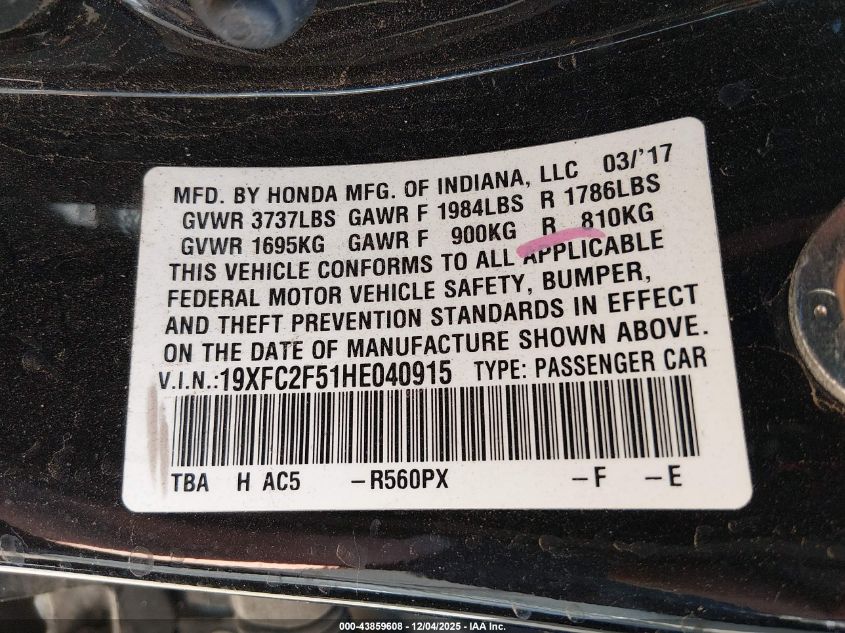 MFD. BY HONDA MFG. OF INDIANA, LLC 03/'17
GVWR 3737LBS GAWR F 1984LBS R 1786LBS
GVWR 1695KG GAWR F 900KG R 810KG
THIS VEHICLE CONFORMS TO ALL APPLICABLE
FEDERAL MOTOR VEHICLE SAFETY, BUMPER,
AND THEFT PREVENTION STANDARDS IN EFFECT
ON THE DATE OF MANUFACTURE SHOWN ABOVE.
V.I.N.:19XFC2F51HE040915 TYPE: PASSENGER CAR
TBA H AC5 –R560PX –F –E
000-43859608 - 12/04/2025 - IAA Inc.